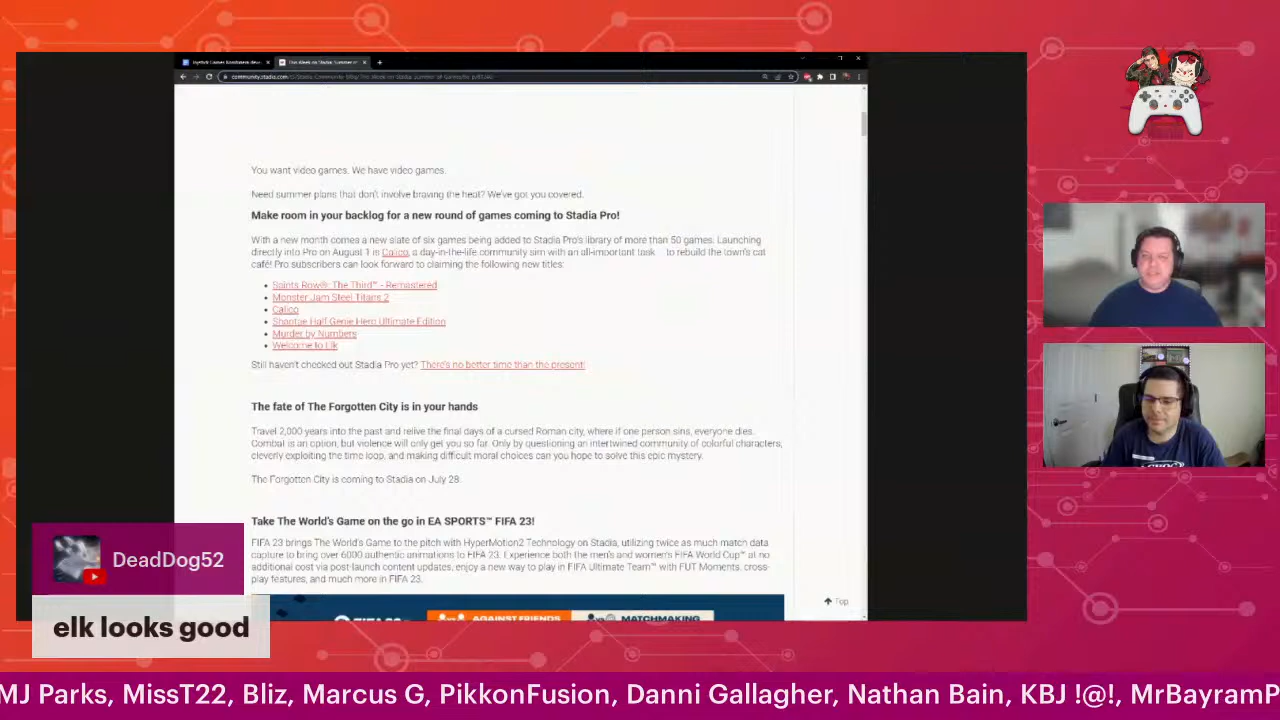 This Week on Stadia: Summer of
You want video games. We have video games.
Need summer plans that don't involve braving the heat? We've got you covered.
Make room in your backlog for a new round of games coming to Stadia Pro!
With a new month comes a new slate of six games being added to Stadia Pro's library of more than 50 games. Launching
directly into Pro on August 1 is Calico, a day-in-the-life community sim with an all-important task to rebuild the town's cat
café! Pro subscribers can look forward to claiming the following new titles:
Saints Row®: The Third™ - Remastered
Monster Jam Steel Titans 2
Calico
Shantae Half Genie Hero Ultimate Edition
Murder by Numbers
Welcome to Elk
Still haven't checked out Stadia Pro yet? There's no better time than the present!
The fate of The Forgotten City is in your hands
Travel 2,000 years into the past and relive the final days of a cursed Roman city, where if one person sins, everyone dies.
Combat is an option, but violence will only get you so far. Only by questioning an intertwined community of colorful characters,
cleverly exploiting the time loop, and making difficult moral choices can you hope to solve this epic mystery.
The Forgotten City is coming to Stadia on July 28.
Take The World's Game on the go in EA SPORTS™ FIFA 23!
FIFA 23 brings The World's Game to the pitch with HyperMotion2 Technology on Stadia, utilizing twice as much match data
capture to bring over 6000 authentic animations to FIFA 23. Experience both the men's and women's FIFA World Cup™ at no
additional cost via post-launch content updates, enjoy a new way to play in FIFA Ultimate Team™ with FUT Moments, cross-
play features, and much more in FIFA 23.
Top
AGAINST FRIENDS
MATCHMAKING
DeadDog52
elk looks good
MJ Parks, MissT22, Bliz, Marcus G, PikkonFusion, Danni Gallagher, Nathan Bain, KBJ !@!, MrBayramP